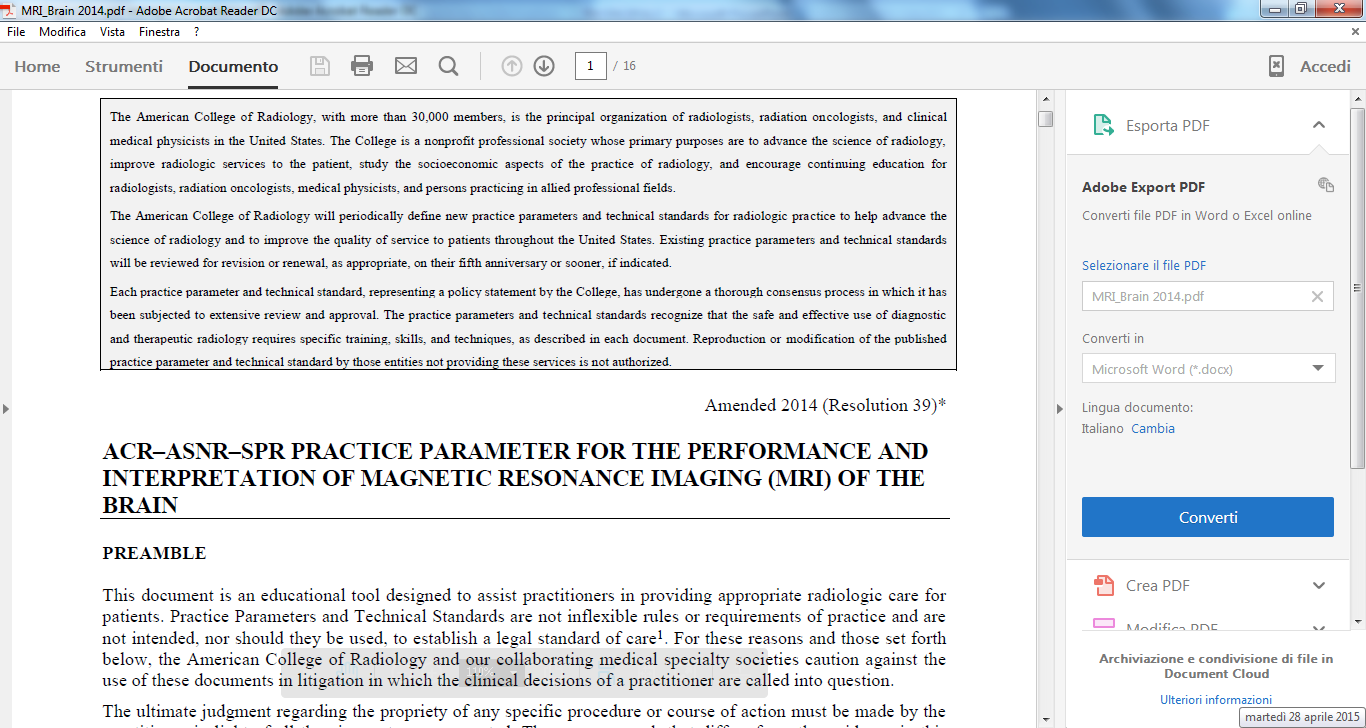 MRI_Brain 2014.pdf - Adobe Acrobat Reader DC
File Modifica Vista Finestra ?
Home Strumenti Documento 1 / 16 Accedi
The American College of Radiology, with more than 30,000 members, is the principal organization of radiologists, radiation oncologists, and clinical
medical physicists in the United States. The College is a nonprofit professional society whose primary purposes are to advance the science of radiology,
improve radiologic services to the patient, study the socioeconomic aspects of the practice of radiology, and encourage continuing education for
radiologists, radiation oncologists, medical physicists, and persons practicing in allied professional fields.
The American College of Radiology will periodically define new practice parameters and technical standards for radiologic practice to help advance the
science of radiology and to improve the quality of service to patients throughout the United States. Existing practice parameters and technical standards
will be reviewed for revision or renewal, as appropriate, on their fifth anniversary or sooner, if indicated.
Each practice parameter and technical standard, representing a policy statement by the College, has undergone a thorough consensus process in which it has
been subjected to extensive review and approval. The practice parameters and technical standards recognize that the safe and effective use of diagnostic
and therapeutic radiology requires specific training, skills, and techniques, as described in each document. Reproduction or modification of the published
practice parameter and technical standard by those entities not providing these services is not authorized.
Amended 2014 (Resolution 39)*
ACR–ASNR–SPR PRACTICE PARAMETER FOR THE PERFORMANCE AND
INTERPRETATION OF MAGNETIC RESONANCE IMAGING (MRI) OF THE
BRAIN
PREAMBLE
This document is an educational tool designed to assist practitioners in providing appropriate radiologic care for
patients. Practice Parameters and Technical Standards are not inflexible rules or requirements of practice and are
not intended, nor should they be used, to establish a legal standard of care¹. For these reasons and those set forth
below, the American College of Radiology and our collaborating medical specialty societies caution against the
use of these documents in litigation in which the clinical decisions of a practitioner are called into question.
The ultimate judgment regarding the propriety of any specific procedure or course of action must be made by the
Esporta PDF
Adobe Export PDF
Converti file PDF in Word o Excel online
Selezionare il file PDF
MRI_Brain 2014.pdf
Converti in
Microsoft Word (*.docx)
Lingua documento:
Italiano Cambia
Converti
Crea PDF
Modifica PDF
Archiviazione e condivisione di file in
Document Cloud
Ulteriori informazioni
martedì 28 aprile 2015